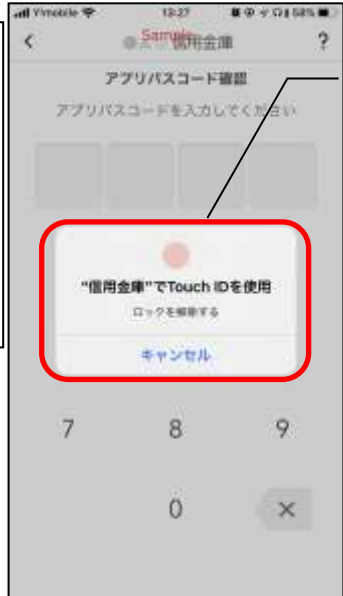 Y!mobile 13:27 58%
Sample
信用金庫 ?
アプリパスコード確認
アプリパスコードを入力してください
"信用金庫"でTouch IDを使用
ロックを解除する
キャンセル
7 8 9
0